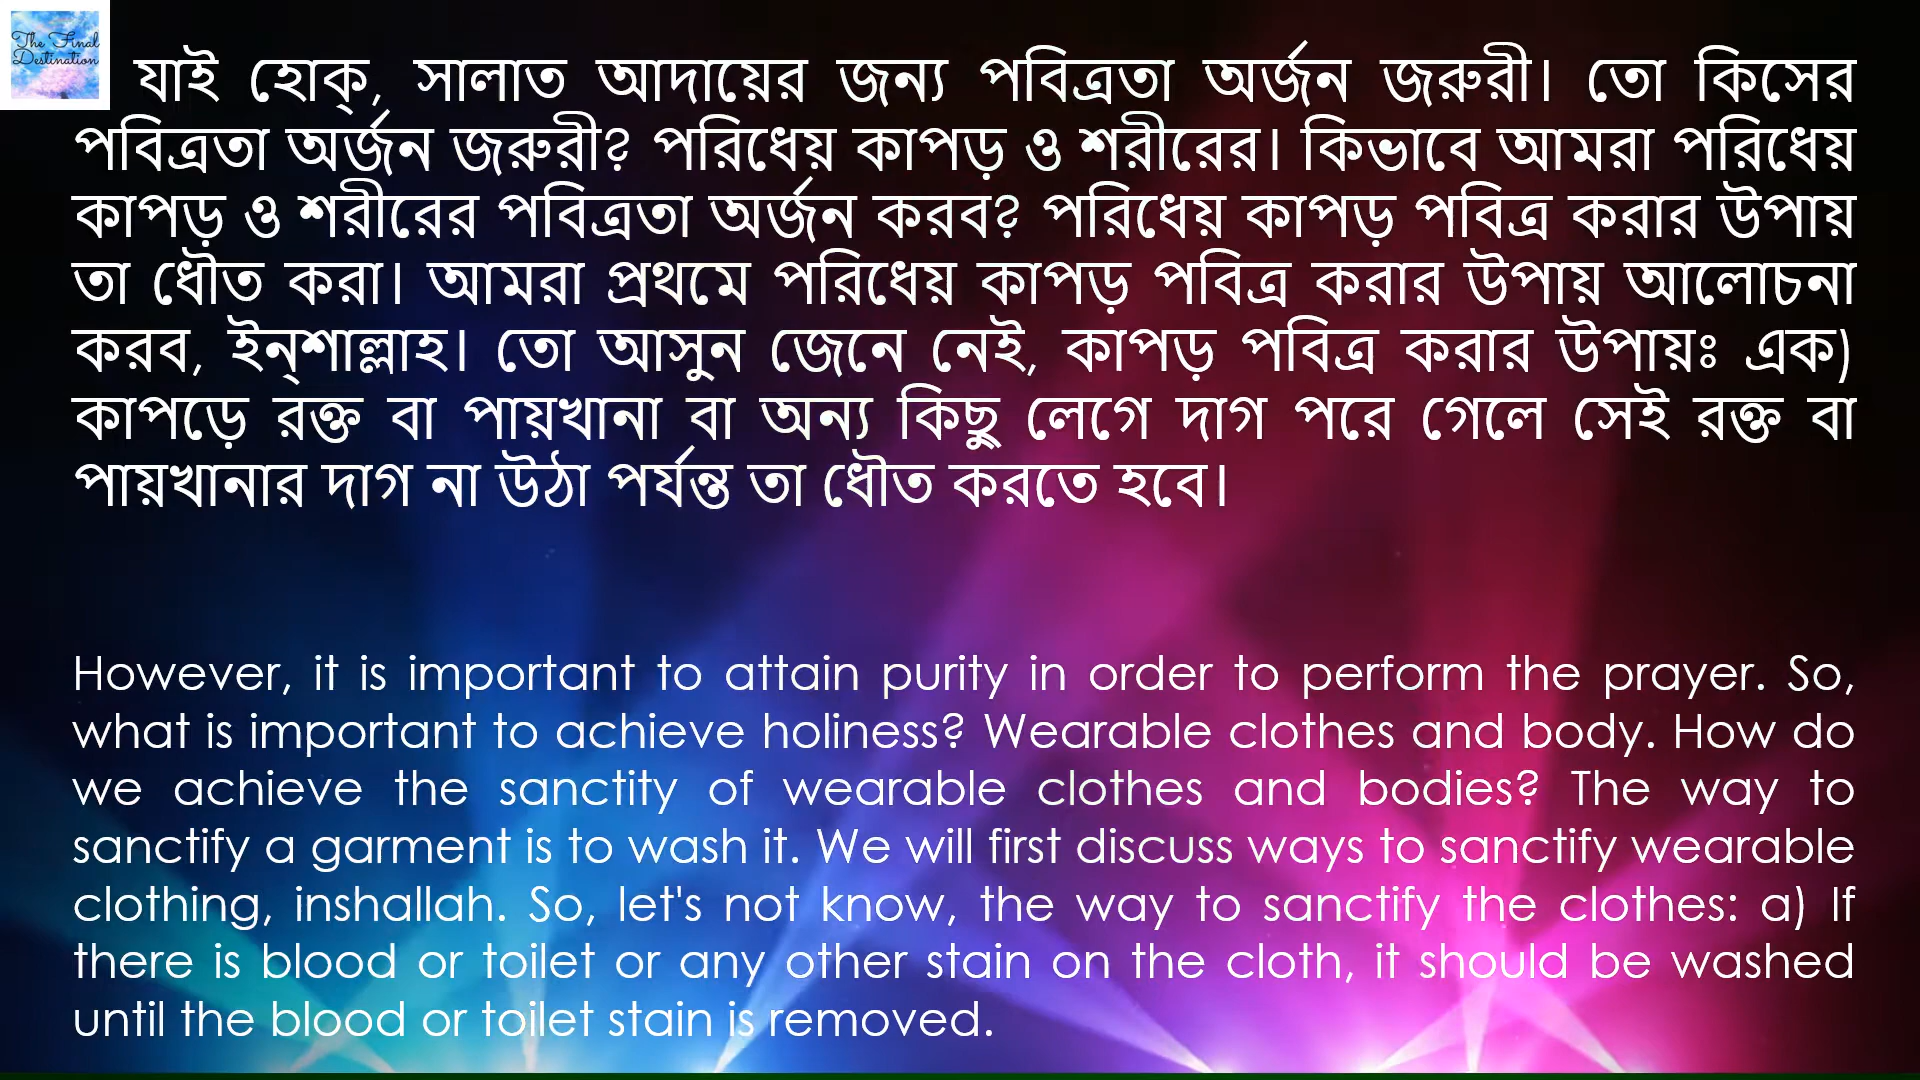 The Final
Destination
যাই হোক্, সালাত আদায়ের জন্য পবিত্রতা অর্জন জরুরী। তো কিসের
পবিত্রতা অর্জন জরুরী? পরিধেয় কাপড় ও শরীরের। কিভাবে আমরা পরিধেয়
কাপড় ও শরীরের পবিত্রতা অর্জন করব? পরিধেয় কাপড় পবিত্র করার উপায়
তা ধৌত করা। আমরা প্রথমে পরিধেয় কাপড় পবিত্র করার উপায় আলোচনা
করব, ইন্‌শাল্লাহ। তো আসুন জেনে নেই, কাপড় পবিত্র করার উপায়ঃ এক)
কাপড়ে রক্ত বা পায়খানা বা অন্য কিছু লেগে দাগ পরে গেলে সেই রক্ত বা
পায়খানার দাগ না উঠা পর্যন্ত তা ধৌত করতে হবে।
However, it is important to attain purity in order to perform the prayer. So,
what is important to achieve holiness? Wearable clothes and body. How do
we achieve the sanctity of wearable clothes and bodies? The way to
sanctify a garment is to wash it. We will first discuss ways to sanctify wearable
clothing, inshallah. So, let's not know, the way to sanctify the clothes: a) If
there is blood or toilet or any other stain on the cloth, it should be washed
until the blood or toilet stain is removed.